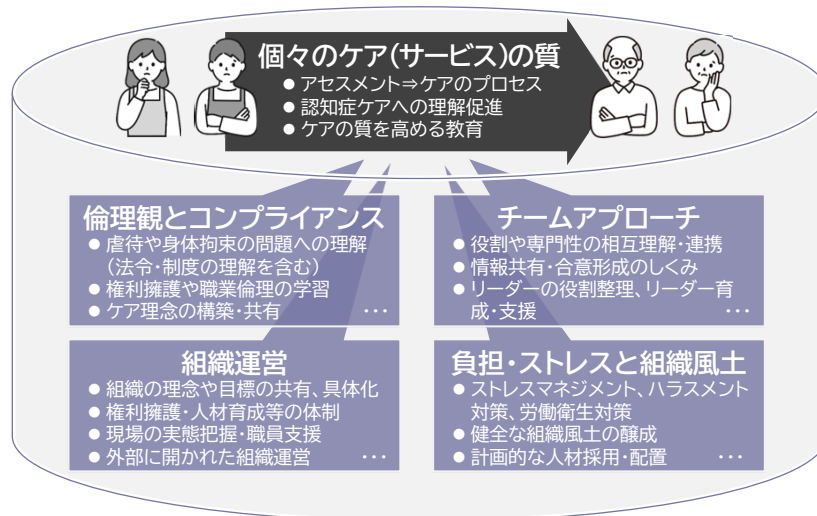 個々のケア(サービス)の質
● アセスメント⇒ケアのプロセス
● 認知症ケアへの理解促進
● ケアの質を高める教育
倫理観とコンプライアンス
● 虐待や身体拘束の問題への理解
(法令・制度の理解を含む)
● 権利擁護や職業倫理の学習
● ケア理念の構築・共有 ・・・
チームアプローチ
● 役割や専門性の相互理解・連携
● 情報共有・合意形成のしくみ
● リーダーの役割整理、リーダー育
成・支援 ・・・
組織運営
● 組織の理念や目標の共有、具体化
● 権利擁護・人材育成等の体制
● 現場の実態把握・職員支援
● 外部に開かれた組織運営 ・・・
負担・ストレスと組織風土
● ストレスマネジメント、ハラスメント
対策、労働衛生対策
● 健全な組織風土の醸成
● 計画的な人材採用・配置 ・・・